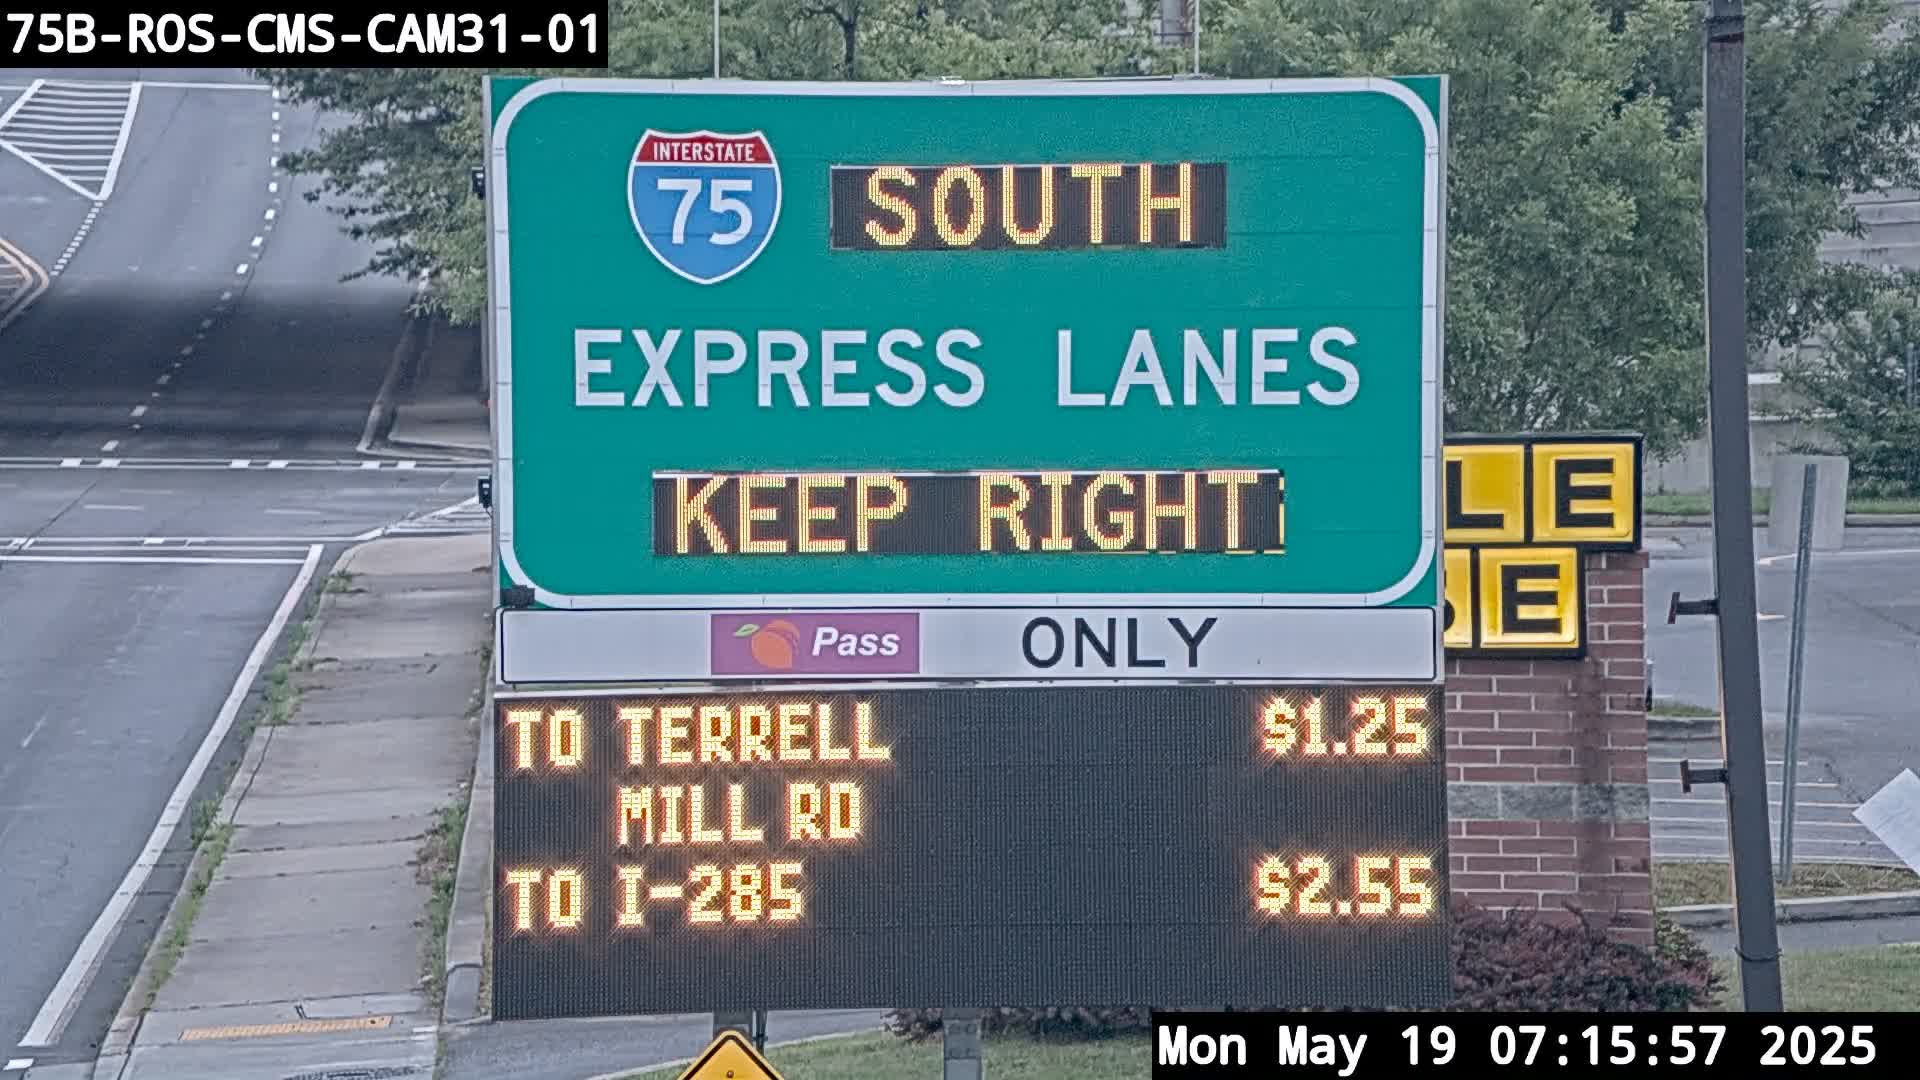 75B-ROS-CMS-CAM31-01
INTERSTATE
75
SOUTH
EXPRESS LANES
KEEP RIGHT
LE
E
Pass ONLY
TO TERRELL $1.25
MILL RD
TO I-285 $2.55
Mon May 19 07:15:57 2025